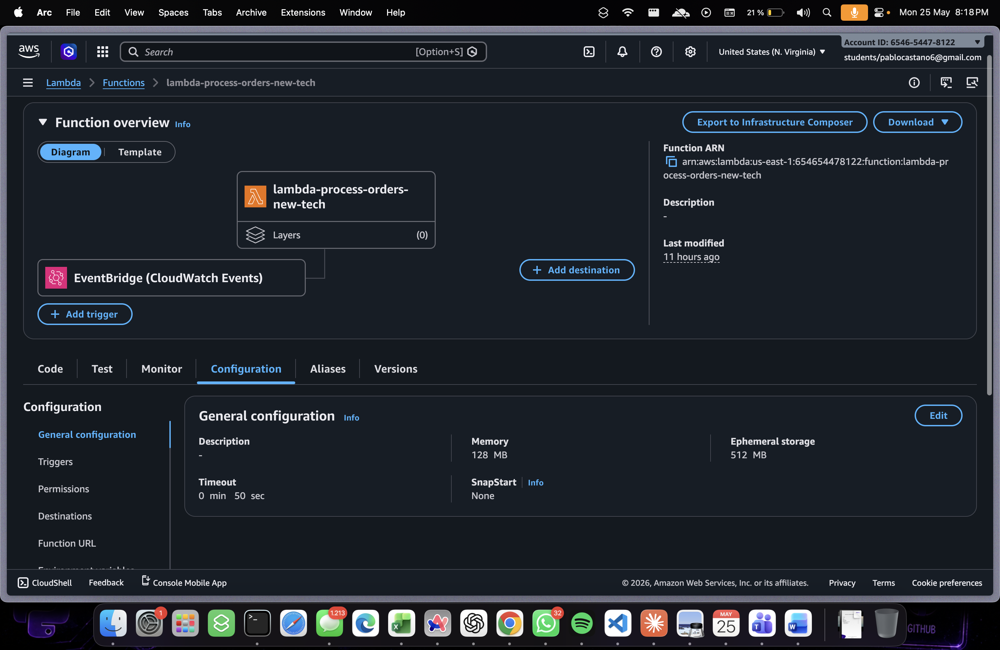 Arc File Edit View Spaces Tabs Archive Extensions Window Help 21 % Mon 25 May 8:18 PM
aws Search [Option+S] United States (N. Virginia) Account ID: 6546-5447-8122
students/pablocastano6@gmail.com
Lambda Functions lambda-process-orders-new-tech
Function overview Info Export to Infrastructure Composer Download
Diagram Template
lambda-process-orders-
new-tech
Layers (0)
EventBridge (CloudWatch Events)
+ Add trigger
+ Add destination
Function ARN
arn:aws:lambda:us-east-1:654654478122:function:lambda-pr
ocess-orders-new-tech
Description
-
Last modified
11 hours ago
Code Test Monitor Configuration Aliases Versions
Configuration
General configuration
Triggers
Permissions
Destinations
Function URL
Environment variables
General configuration Info Edit
Description
-
Memory
128 MB
Ephemeral storage
512 MB
Timeout
0 min 50 sec
SnapStart Info
None
CloudShell Feedback Console Mobile App © 2026, Amazon Web Services, Inc. or its affiliates. Privacy Terms Cookie preferences
1 1.213 32 MAY
25
GITHUB